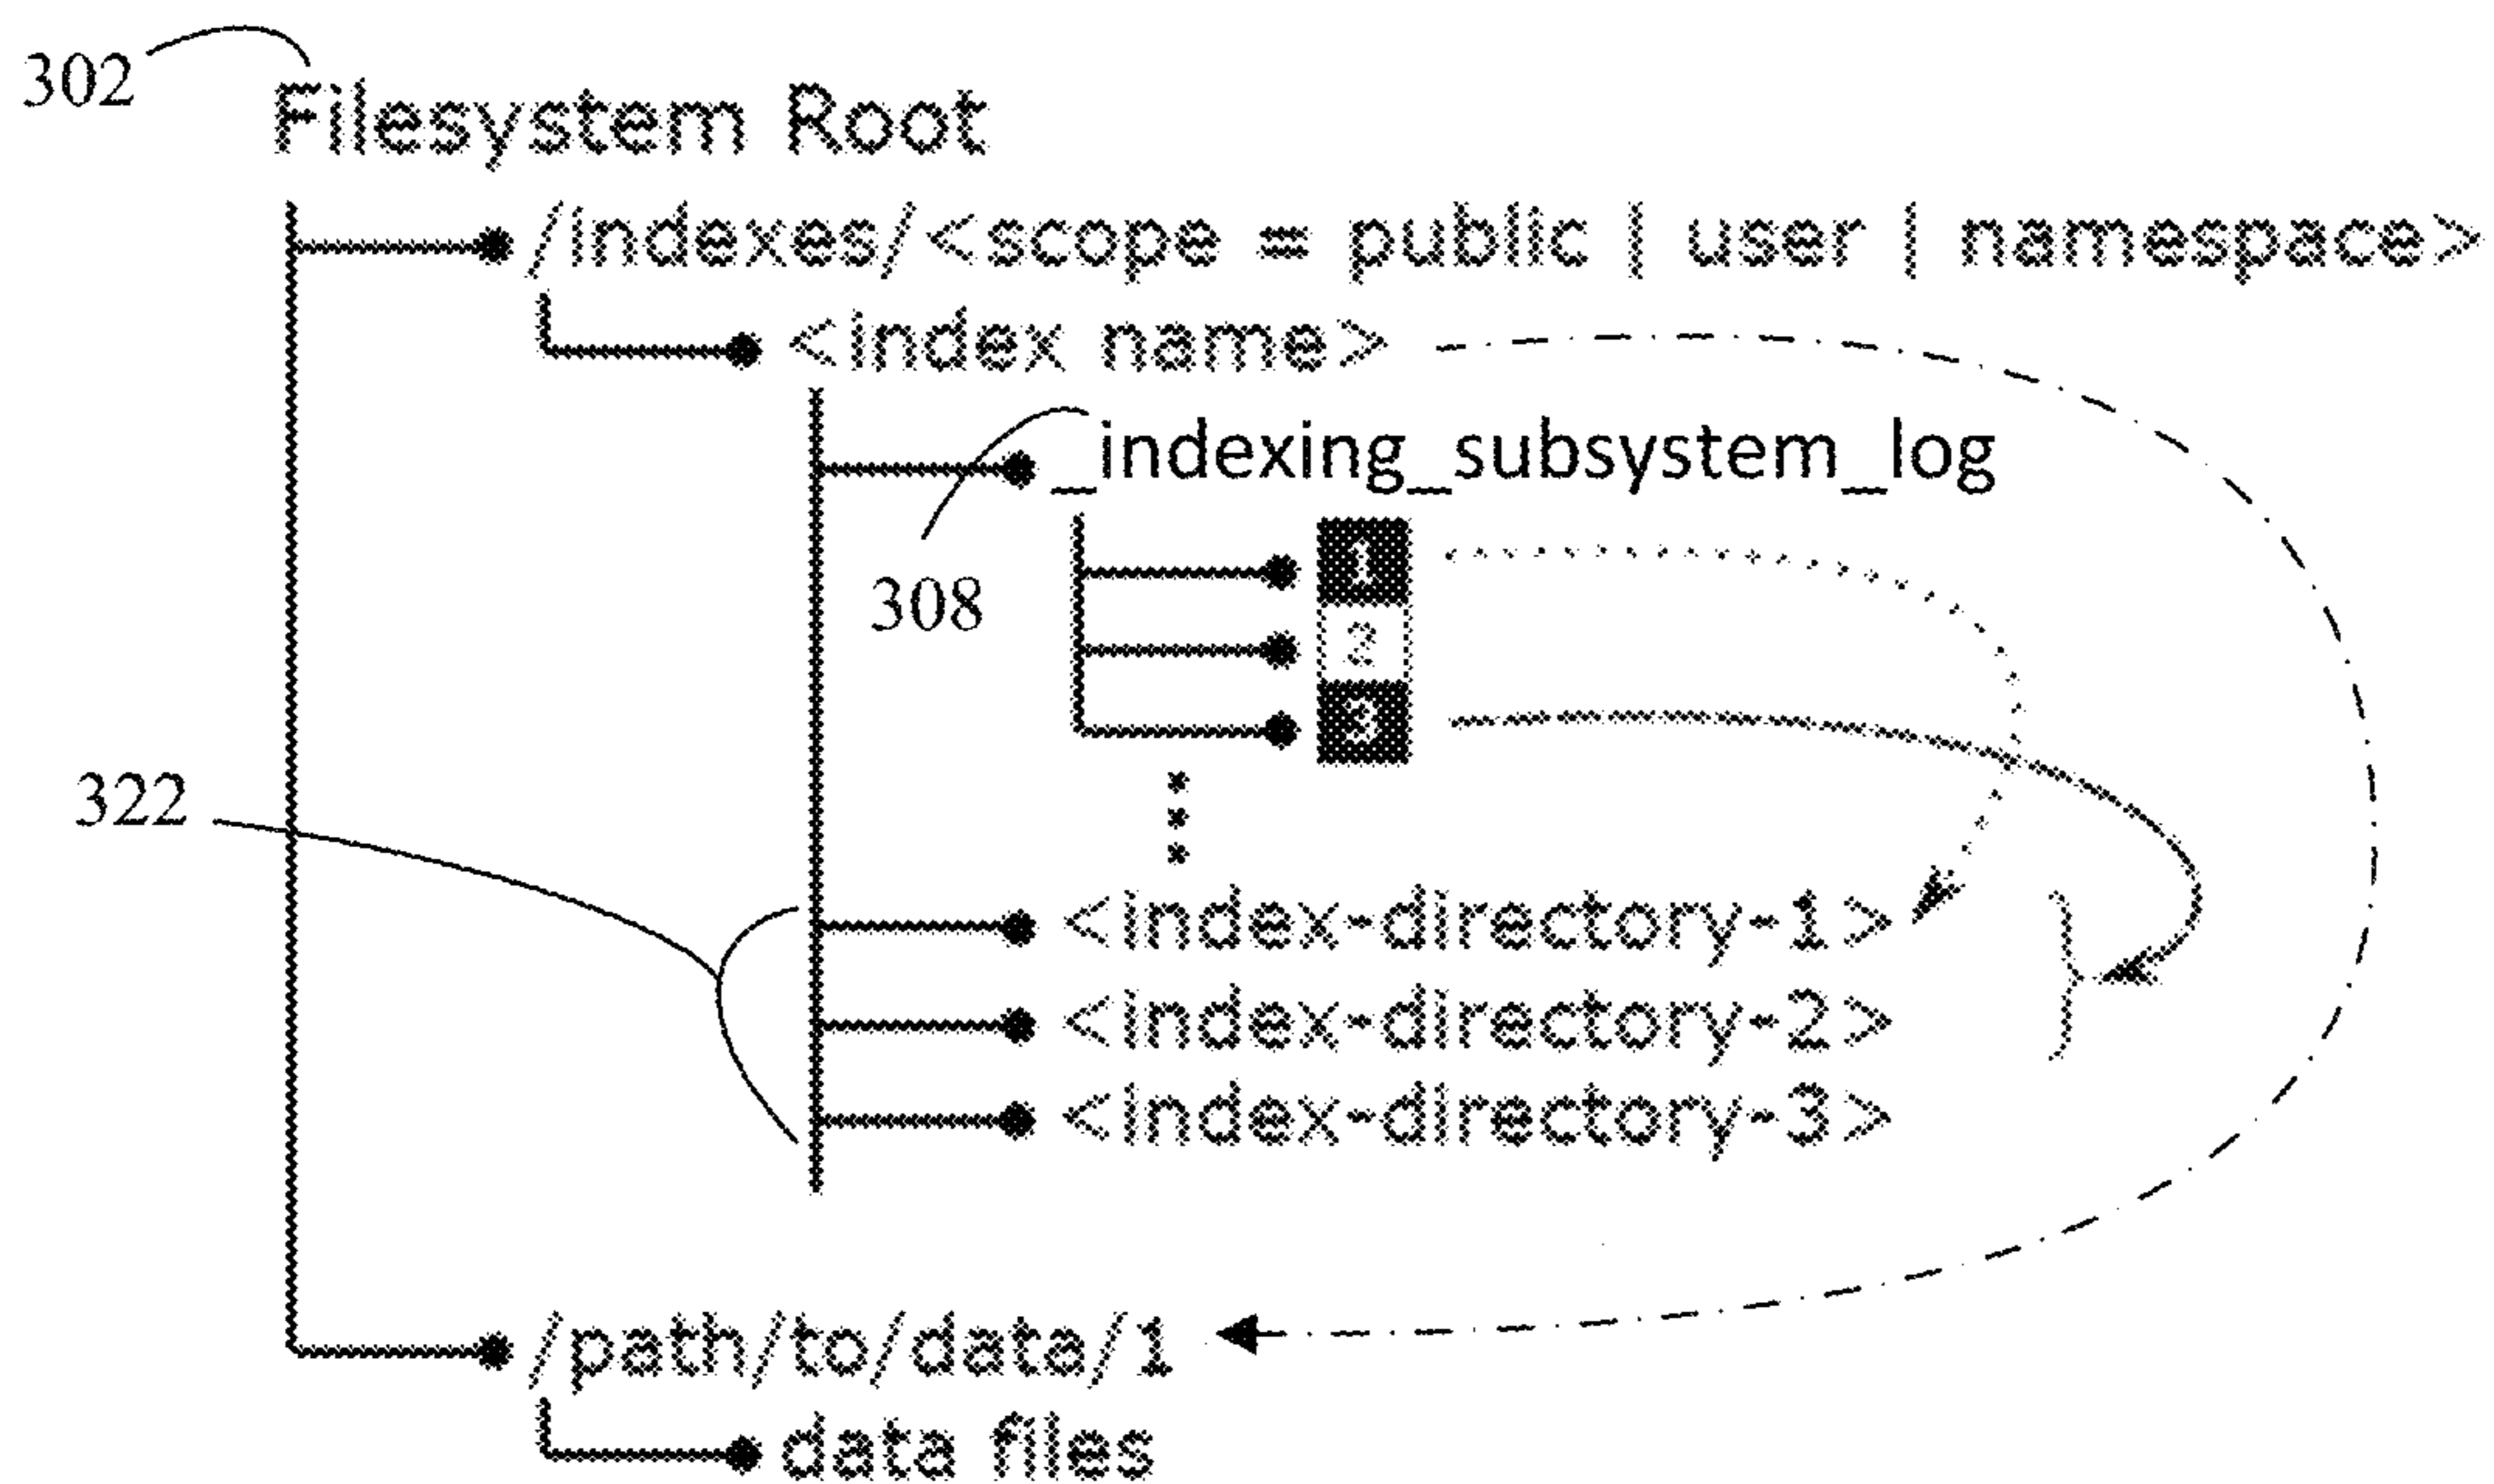 302
Filesystem Root
/indexes/<scope = public | user | namespace>
<index name>
_indexing_subsystem_log
1
308
2
3
322
<index-directory-1>
<index-directory-2>
<index-directory-3>
/path/to/data/1
data files